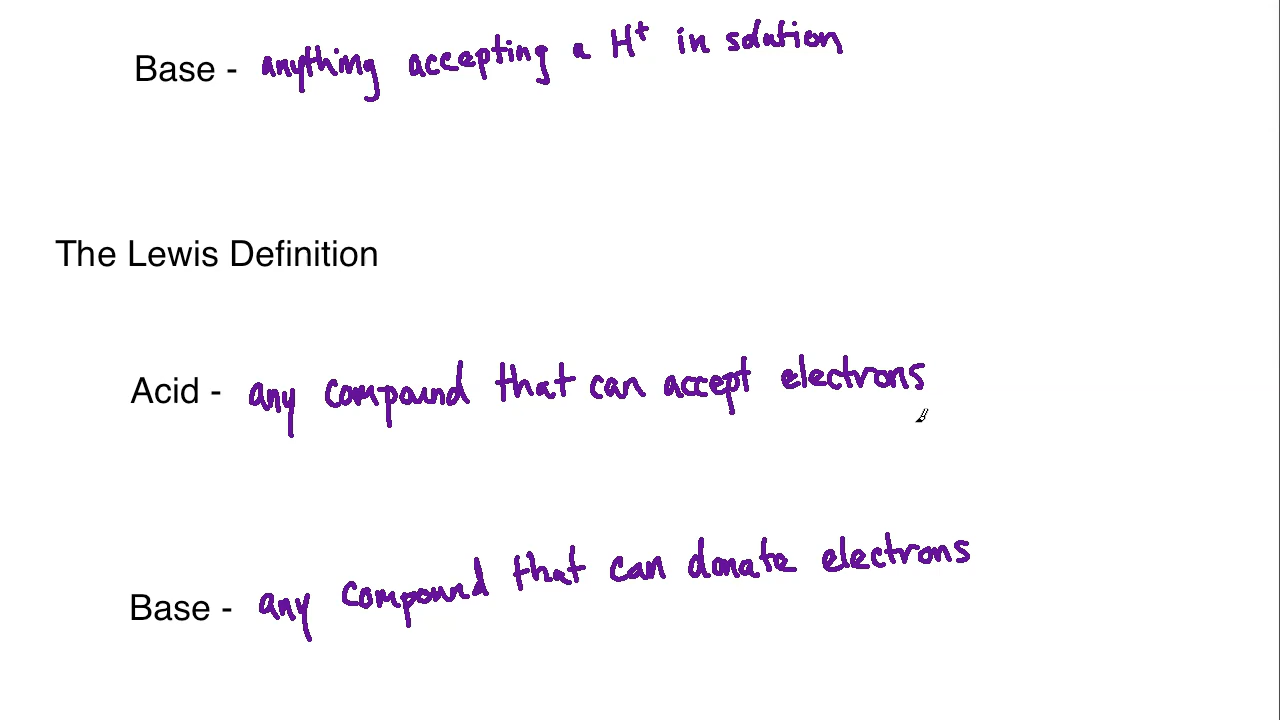 Base - anything accepting a H+ in solution
The Lewis Definition
Acid - any compound that can accept electrons
Base - any compound that can donate electrons